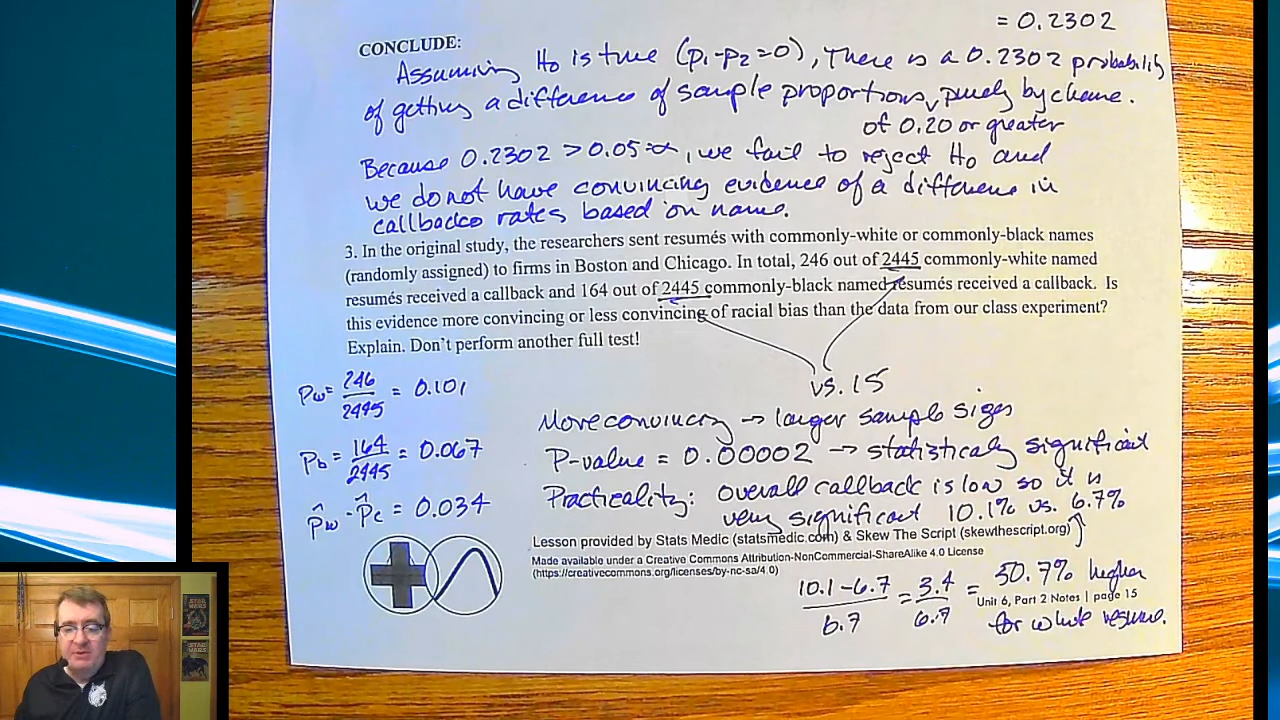 = 0.2302
CONCLUDE:
Assuming H₀ is true (p₁-p₂=0), There is a 0.2302 probability
of getting a difference of sample proportions, purely by chance.
of 0.20 or greater
Because 0.2302 > 0.05 = α, we fail to reject H₀ and
we do not have convincing evidence of a difference in
callbacks rates based on name.
3. In the original study, the researchers sent resumés with commonly-white or commonly-black names
(randomly assigned) to firms in Boston and Chicago. In total, 246 out of 2445 commonly-white named
resumés received a callback and 164 out of 2445 commonly-black named resumés received a callback. Is
this evidence more convincing or less convincing of racial bias than the data from our class experiment?
Explain. Don't perform another full test!
vs. 15
p_w = 246/2445 = 0.101
p_b = 164/2445 = 0.067
p̂_w - p̂_c = 0.034
More convincing → larger sample sizes
P-value = 0.00002 → statistically significant
Practicality: overall callback is low so it is
very significant 10.1% vs. 6.7%
Lesson provided by Stats Medic (statsmedic.com) & Skew The Script (skewthescript.org)
Made available under a Creative Commons Attribution-NonCommercial-ShareAlike 4.0 License
(https://creativecommons.org/licenses/by-nc-sa/4.0)
10.1 - 6.7 / 6.7 = 3.4 / 6.7 = 50.7% higher
Unit 6, Part 2 Notes | page 15
for white resume.
STAR WARS
STAR WARS